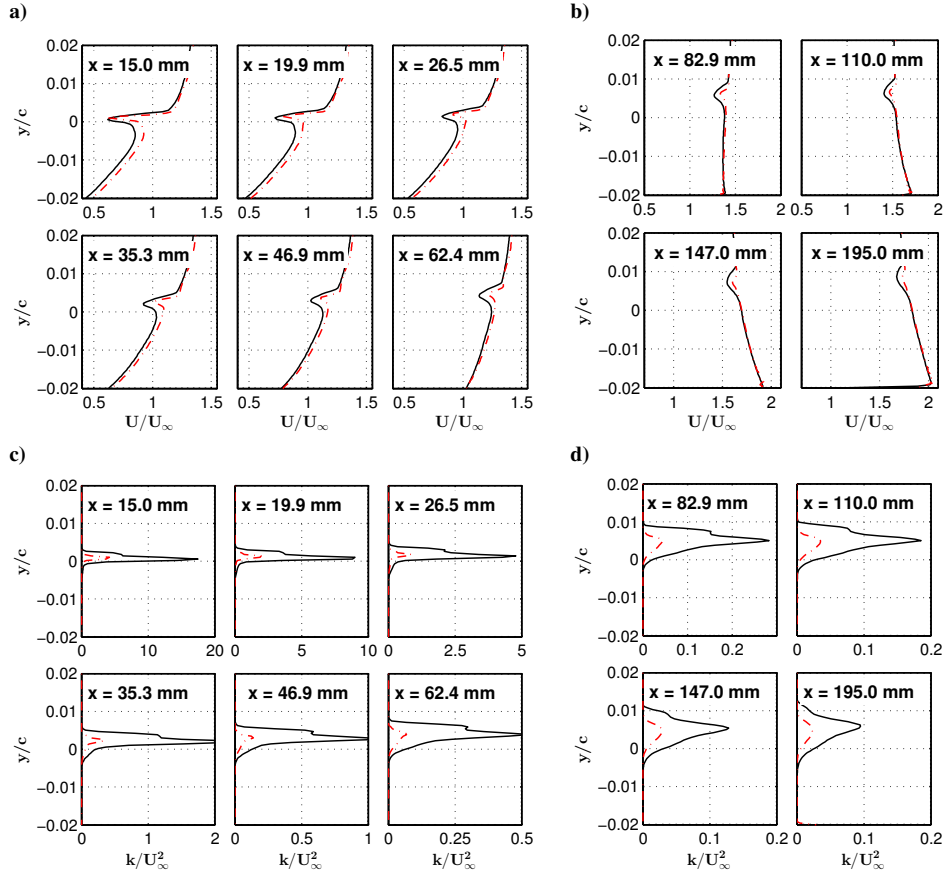 a)
b)
0.02
0.01
0
−0.01
−0.02
y/c
x = 15.0 mm
x = 19.9 mm
x = 26.5 mm
0.5 1 1.5
0.5 1 1.5
0.5 1 1.5
0.02
0.01
0
−0.01
−0.02
y/c
x = 35.3 mm
x = 46.9 mm
x = 62.4 mm
0.5 1 1.5
0.5 1 1.5
0.5 1 1.5
U/U∞
U/U∞
U/U∞
0.02
0.01
0
−0.01
−0.02
y/c
x = 82.9 mm
x = 110.0 mm
0.5 1 1.5 2
0.5 1 1.5 2
0.02
0.01
0
−0.01
−0.02
y/c
x = 147.0 mm
x = 195.0 mm
1 1.5 2
1 1.5 2
U/U∞
U/U∞
c)
d)
0.02
0.01
0
−0.01
−0.02
y/c
x = 15.0 mm
x = 19.9 mm
x = 26.5 mm
0 10 20
0 5 10
0 2.5 5
0.02
0.01
0
−0.01
−0.02
y/c
x = 35.3 mm
x = 46.9 mm
x = 62.4 mm
0 1 2
0 0.5 1
0 0.25 0.5
k/U²∞
k/U²∞
k/U²∞
0.02
0.01
0
−0.01
−0.02
y/c
x = 82.9 mm
x = 110.0 mm
0 0.1 0.2
0 0.1 0.2
0.02
0.01
0
−0.01
−0.02
y/c
x = 147.0 mm
x = 195.0 mm
0 0.1 0.2
0 0.1 0.2
k/U²∞
k/U²∞